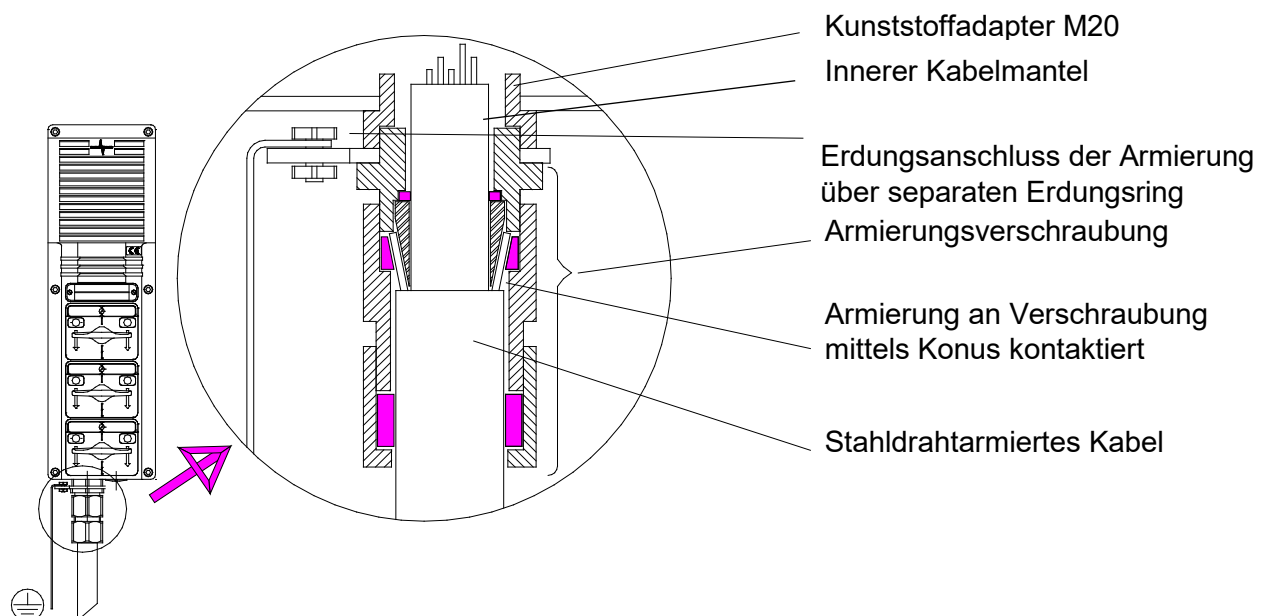 Kunststoffadapter M20
Innerer Kabelmantel
Erdungsanschluss der Armierung
über separaten Erdungsring
Armierungsverschraubung
Armierung an Verschraubung
mittels Konus kontaktiert
Stahldrahtarmiertes Kabel